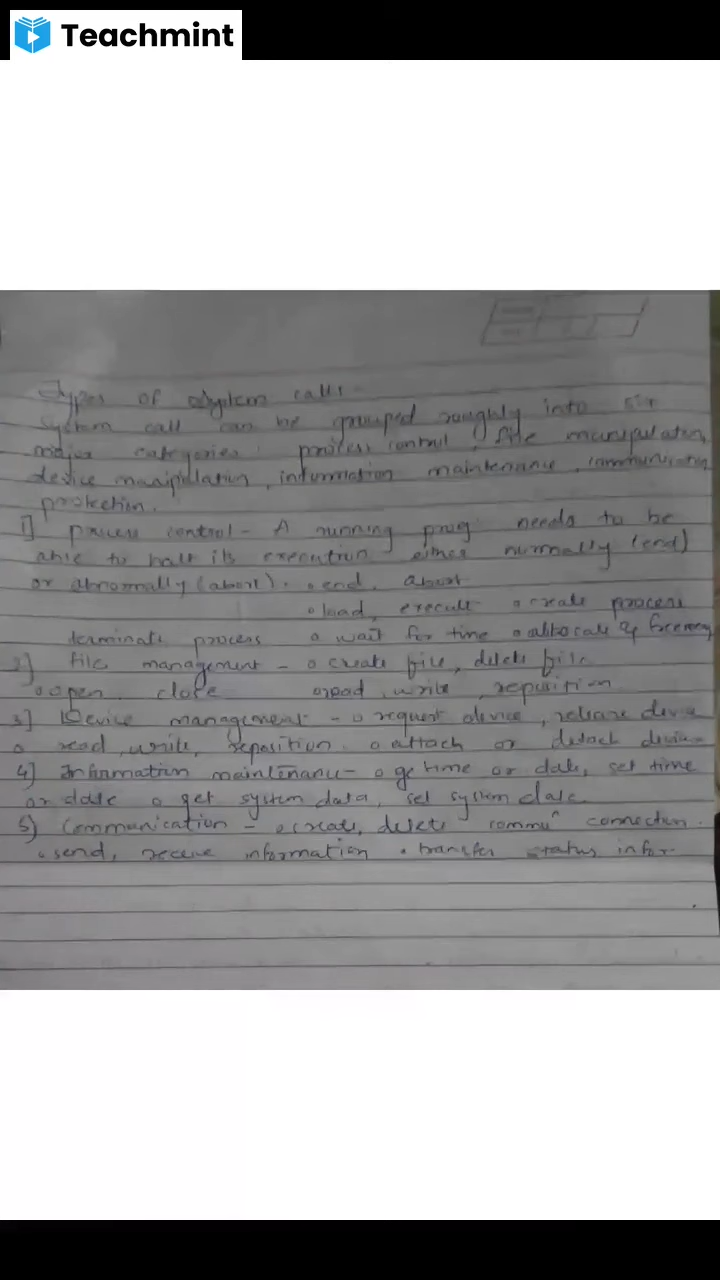 Teachmint
Types of System calls
System call can be grouped roughly into six
major categories: process control, file manipulation,
device manipulation, information maintenance, communication,
protection.
1] process control - A running prog needs to be
able to halt its execution either normally (end)
or abnormally (abort). o end, abort
o load, execute o create process
terminate process o wait for time o allocate & free mem
2] file management - o create file, delete file
o open, close o read, write, reposition
3] Device management - o request device, release device
o read, write, reposition. o attach or detach device
4] Information maintenance - o get time or date, set time
or date o get system data, set system date
5) Communication - o create, delete commuⁿ connection.
o send, receive information o transfer status infor